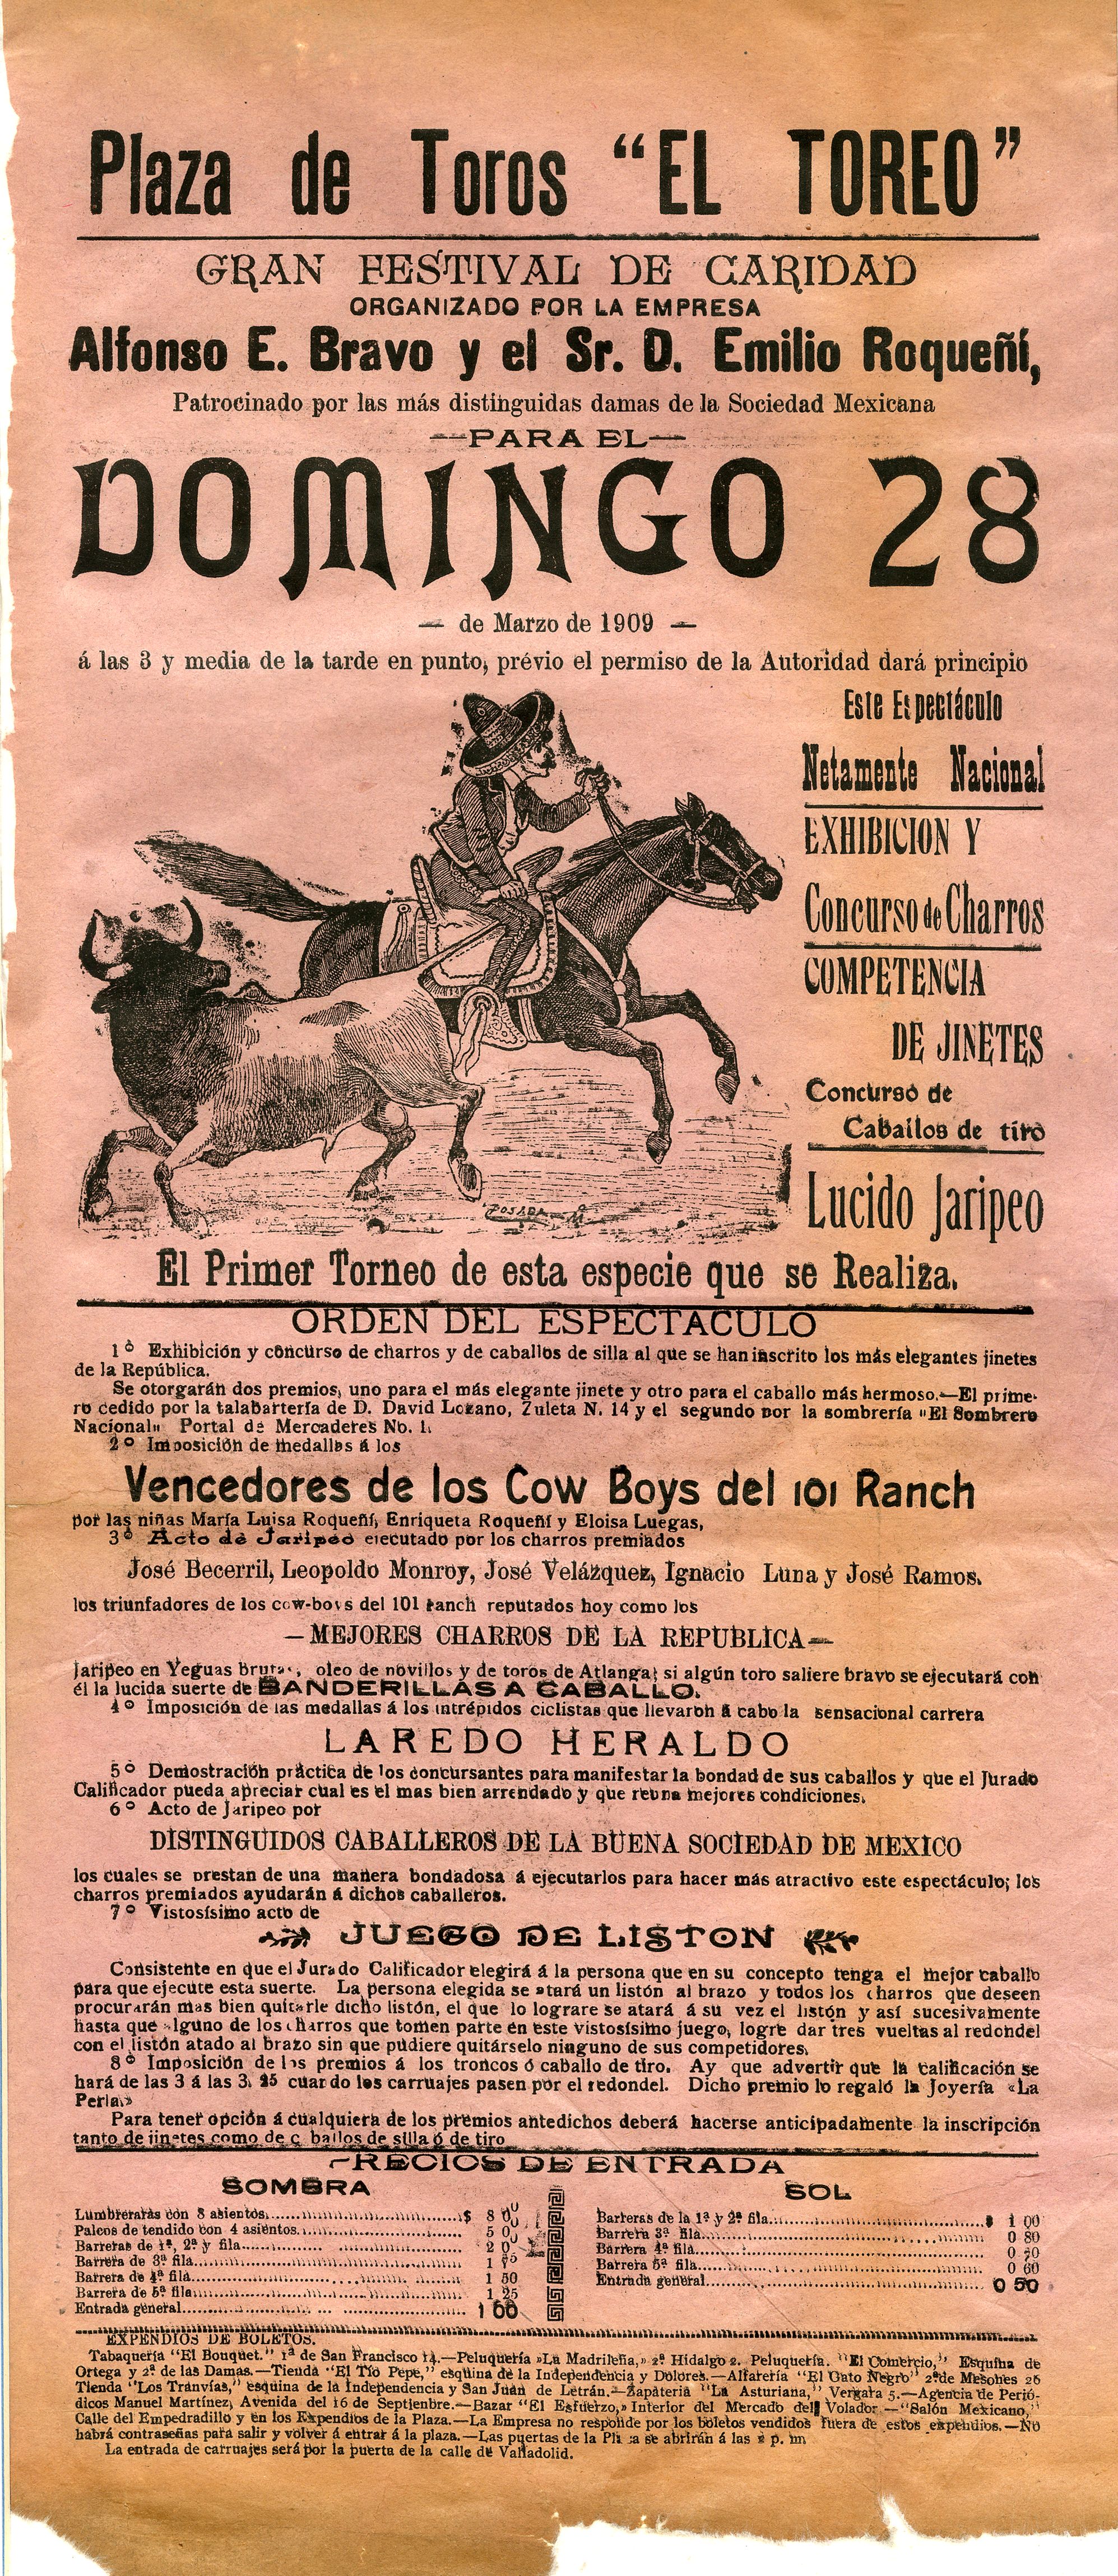 Plaza de Toros "EL TOREO"
GRAN FESTIVAL DE CARIDAD
ORGANIZADO POR LA EMPRESA
Alfonso E. Bravo y el Sr. D. Emilio Roqueñí,
Patrocinado por las más distinguidas damas de la Sociedad Mexicana
—PARA EL—
DOMINGO 28
— de Marzo de 1909 —
á las 3 y media de la tarde en punto, prévio el permiso de la Autoridad dará principio
Este Espectáculo
Netamente Nacional
EXHIBICION Y
Concurso de Charros
COMPETENCIA
DE JINETES
Concurso de
Caballos de tiro
Lucido Jaripeo
POSADA
El Primer Torneo de esta especie que se Realiza.
ORDEN DEL ESPECTACULO
1º Exhibición y concurso de charros y de caballos de silla al que se han inscrito los más elegantes jinetes
de la República.
Se otorgarán dos premios, uno para el más elegante jinete y otro para el caballo más hermoso.—El prime-
ro cedido por la talabartería de D. David Lozano, Zuleta N. 14 y el segundo por la sombrería "El Sombrero
Nacional" Portal de Mercaderes No. 1.
2º Imposición de medallas á los
Vencedores de los Cow Boys del 101 Ranch
por las niñas María Luisa Roqueñí, Enriqueta Roqueñí y Eloisa Luegas,
3º Acto de Jaripeo ejecutado por los charros premiados
José Becerril, Leopoldo Monroy, José Velázquez, Ignacio Luna y José Ramos.
los triunfadores de los cow-boys del 101 ranch reputados hoy como los
—MEJORES CHARROS DE LA REPUBLICA—
Jaripeo en Yeguas brutas, oleo de novillos y de toros de Atlanga; si algún toro saliere bravo se ejecutará con
él la lucida suerte de BANDERILLAS A CABALLO.
4º Imposición de las medallas á los intrépidos ciclistas que llevaron á cabo la sensacional carrera
LAREDO HERALDO
5º Demostración práctica de los concursantes para manifestar la bondad de sus caballos y que el Jurado
Calificador pueda apreciar cual es el mas bien arrendado y que reuna mejores condiciones.
6º Acto de Jaripeo por
DISTINGUIDOS CABALLEROS DE LA BUENA SOCIEDAD DE MEXICO
los cuales se prestan de una manera bondadosa á ejecutarlos para hacer más atractivo este espectáculo; los
charros premiados ayudarán á dichos caballeros.
7º Vistosísimo acto de
JUEGO DE LISTON
Consistente en que el Jurado Calificador elegirá á la persona que en su concepto tenga el mejor caballo
para que ejecute esta suerte. La persona elegida se atará un listón al brazo y todos los charros que deseen
procurarán mas bien quitarle dicho listón, el que lo lograre se atará á su vez el listón y así sucesivamente
hasta que alguno de los charros que tomen parte en este vistosísimo juego, logre dar tres vueltas al redondel
con el listón atado al brazo sin que pudiere quitárselo ninguno de sus competidores.
8º Imposición de los premios á los troncos ó caballo de tiro. Ay que advertir que la calificación se
hará de las 3 á las 3. 25 cuando los carruajes pasen por el redondel. Dicho premio lo regaló la Joyería «La
Perla.»
Para tener opción á cualquiera de los premios antedichos deberá hacerse anticipadamente la inscripción
tanto de jinetes como de c ballos de silla ó de tiro
PRECIOS DE ENTRADA
SOMBRA
Lumbreras con 8 asientos $ 8 00
Palcos de tendido con 4 asientos 5 00
Barreras de 1ª, 2ª y fila 2 0
Barrera de 3ª fila 1 75
Barrera de 4ª fila 1 50
Barrera de 5ª fila 1 25
Entrada general 1 00
SOL
Barreras de la 1ª y 2ª fila $ 1 00
Barrera 3ª fila 0 80
Barrera 4ª fila 0 70
Barrera 5ª fila 0 60
Entrada general 0 50
EXPENDIOS DE BOLETOS.
Tabaquería "El Bouquet." 1ª de San Francisco 14.—Peluquería »La Madrileña,» 2ª Hidalgo 2. Peluquería. "El Comercio," Esquina de
Ortega y 2ª de las Damas.—Tienda "El Tío Pepe," esquina de la Independencia y Dolores.—Alfarería "El Gato Negro" 2ª de Mesones 26
Tienda "Los Tranvías," esquina de la Independencia y San Juan de Letrán.—Zapatería "La Asturiana," Vergara 5.—Agencia de Perió-
dicos Manuel Martínez, Avenida del 16 de Septienbre.—Bazar "El Esfuerzo,» Interior del Mercado del Volador.—"Salón Mexicano,"
Calle del Empedradillo y en los Expendios de la Plaza.—La Empresa no responde por los boletos vendidos fuera de estos expendios.—No
habrá contraseñas para salir y volver á entrar á la plaza.—Las puertas de la Plaza se abrirán á las 2 p. m
La entrada de carruajes será por la puerta de la calle de Valladolid.